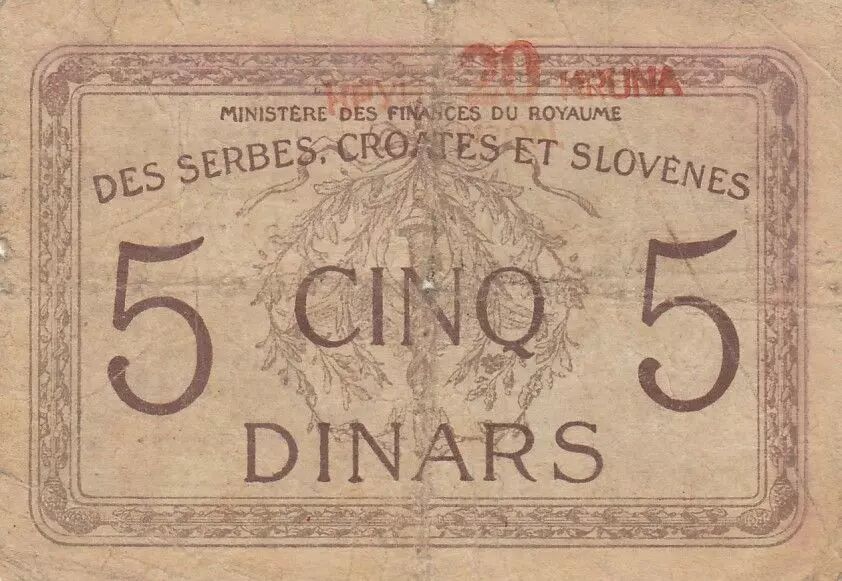 20 KRUNA
MINISTÈRE DES FINANCES DU ROYAUME
DES SERBES, CROATES ET SLOVÈNES
5 CINQ 5
DINARS